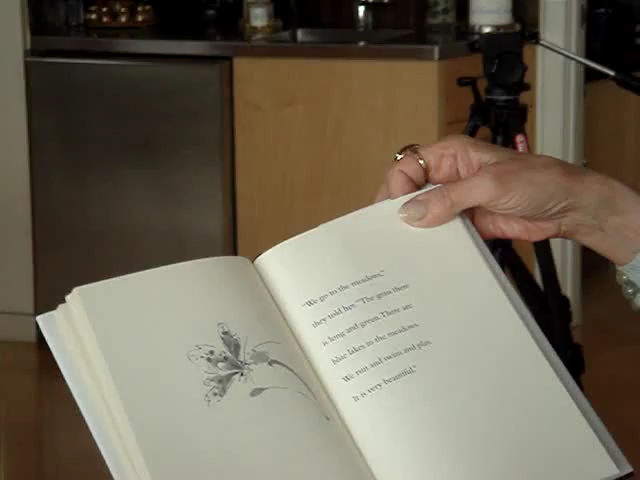 "We go to the meadows,"
they told her. "The grass there
is long and green. There are
blue lakes in the meadows.
We run and swim and play.
It is very beautiful."